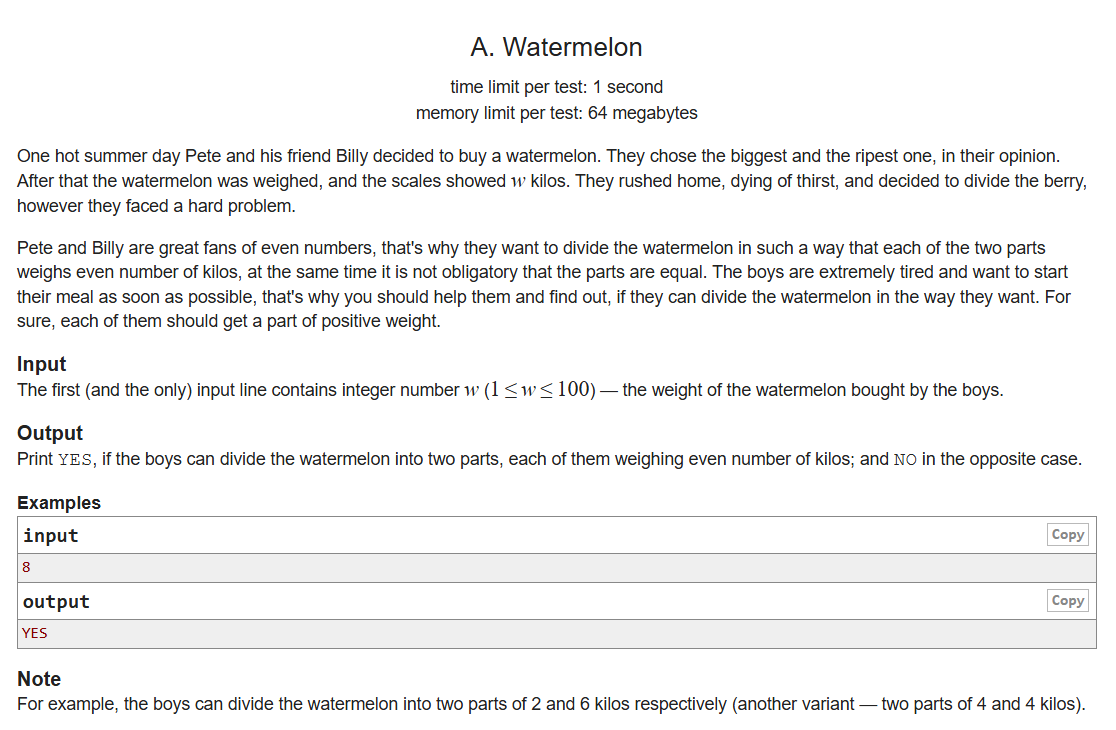 A. Watermelon
time limit per test: 1 second
memory limit per test: 64 megabytes
One hot summer day Pete and his friend Billy decided to buy a watermelon. They chose the biggest and the ripest one, in their opinion.
After that the watermelon was weighed, and the scales showed w kilos. They rushed home, dying of thirst, and decided to divide the berry,
however they faced a hard problem.
Pete and Billy are great fans of even numbers, that's why they want to divide the watermelon in such a way that each of the two parts
weighs even number of kilos, at the same time it is not obligatory that the parts are equal. The boys are extremely tired and want to start
their meal as soon as possible, that's why you should help them and find out, if they can divide the watermelon in the way they want. For
sure, each of them should get a part of positive weight.
Input
The first (and the only) input line contains integer number w (1 ≤ w ≤ 100) — the weight of the watermelon bought by the boys.
Output
Print YES, if the boys can divide the watermelon into two parts, each of them weighing even number of kilos; and NO in the opposite case.
Examples
input Copy
8
output Copy
YES
Note
For example, the boys can divide the watermelon into two parts of 2 and 6 kilos respectively (another variant — two parts of 4 and 4 kilos).